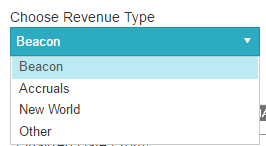 Choose Revenue Type
Beacon
Beacon
Accruals
New World
Other